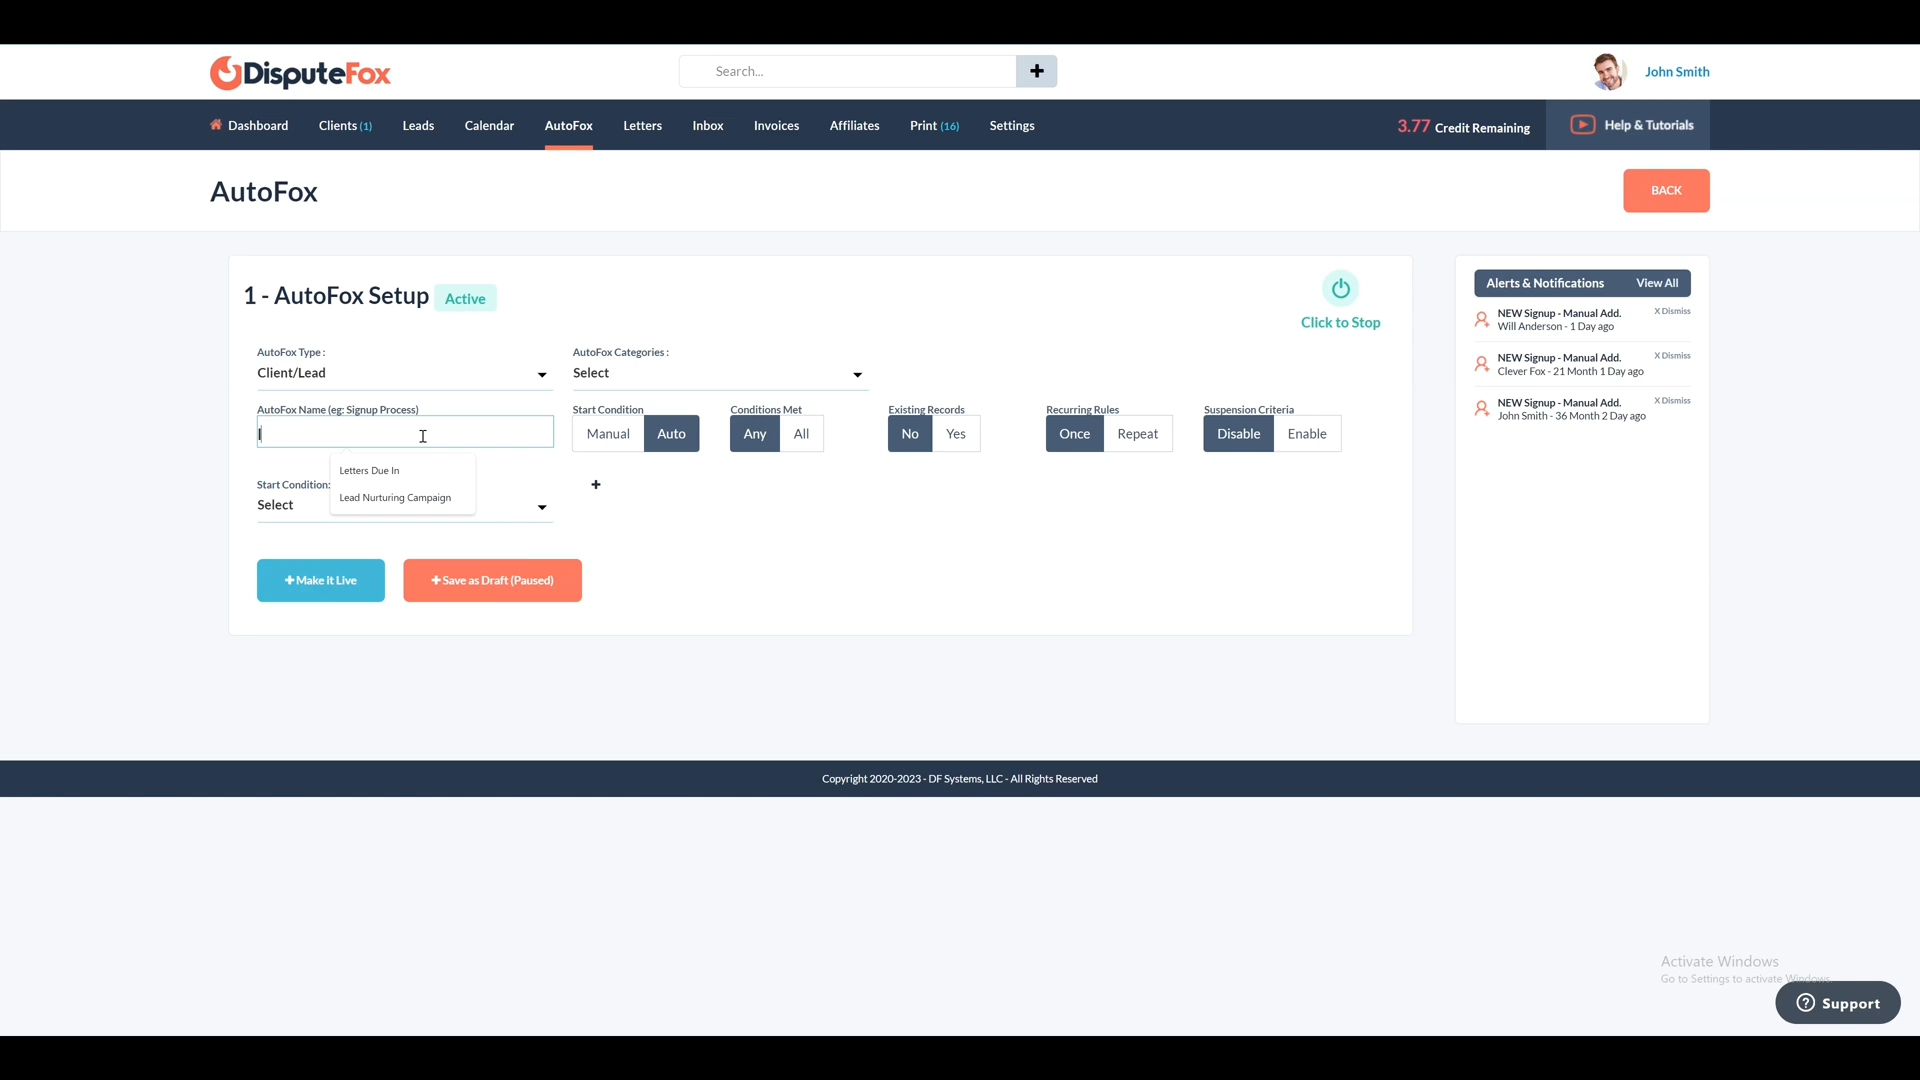 DisputeFox
Search...
John Smith
Dashboard
Clients (1)
Leads
Calendar
AutoFox
Letters
Inbox
Invoices
Affiliates
Print (16)
Settings
3.77 Credit Remaining
Help & Tutorials
AutoFox
BACK
1 - AutoFox Setup
Active
Click to Stop
AutoFox Type :
Client/Lead
AutoFox Categories :
Select
AutoFox Name (eg: Signup Process)
l
Letters Due In
Lead Nurturing Campaign
Start Condition
Manual
Auto
Conditions Met
Any
All
Existing Records
No
Yes
Recurring Rules
Once
Repeat
Suspension Criteria
Disable
Enable
Start Condition:
Select
+
+Make it Live
+Save as Draft (Paused)
Alerts & Notifications
View All
NEW Signup - Manual Add.
X Dismiss
Will Anderson - 1 Day ago
NEW Signup - Manual Add.
X Dismiss
Clever Fox - 21 Month 1 Day ago
NEW Signup - Manual Add.
X Dismiss
John Smith - 36 Month 2 Day ago
Copyright 2020-2023 - DF Systems, LLC - All Rights Reserved
Activate Windows
Go to Settings to activate Windows.
Support